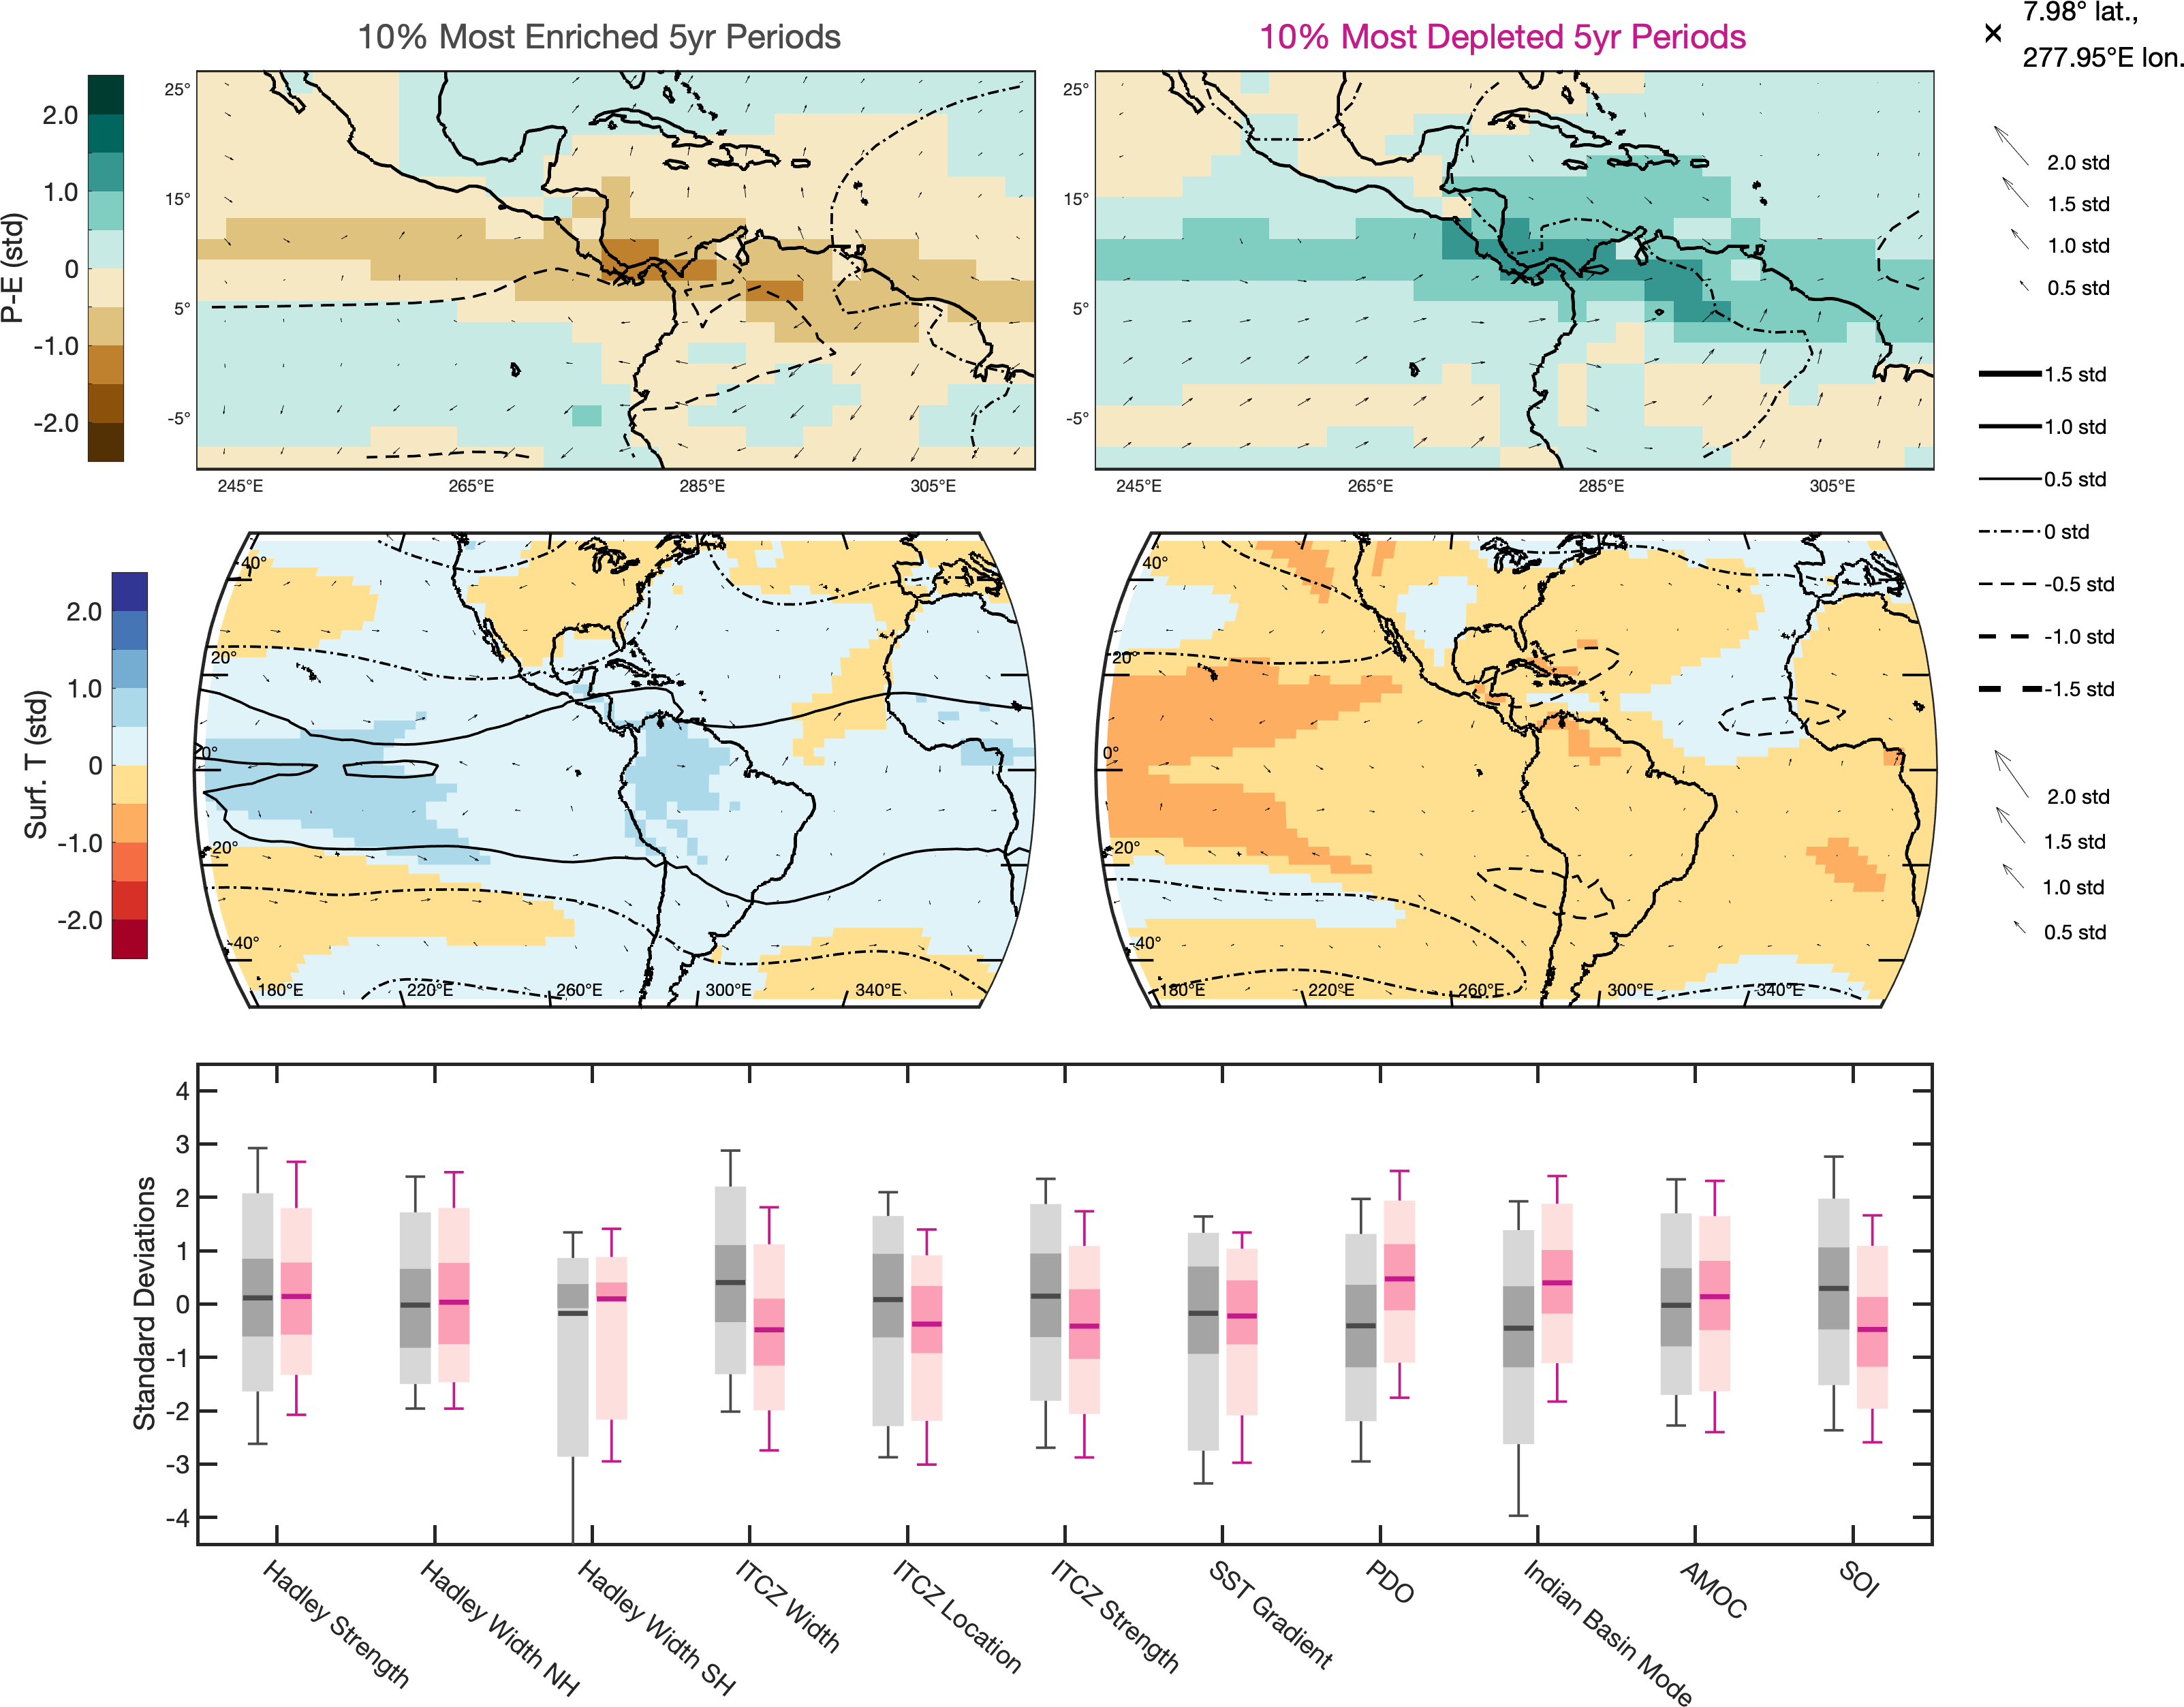 10% Most Enriched 5yr Periods
10% Most Depleted 5yr Periods
7.98° lat.,
277.95°E lon.
P-E (std)
2.0
1.0
0
-1.0
-2.0
25°
15°
5°
-5°
245°E
265°E
285°E
305°E
25°
15°
5°
-5°
245°E
265°E
285°E
305°E
2.0 std
1.5 std
1.0 std
0.5 std
1.5 std
1.0 std
0.5 std
0 std
-0.5 std
-1.0 std
-1.5 std
Surf. T (std)
2.0
1.0
0
-1.0
-2.0
40°
20°
0°
-20°
-40°
180°E
220°E
260°E
300°E
340°E
40°
20°
0°
-20°
-40°
180°E
220°E
260°E
300°E
340°E
2.0 std
1.5 std
1.0 std
0.5 std
Standard Deviations
4
3
2
1
0
-1
-2
-3
-4
Hadley Strength
Hadley Width NH
Hadley Width SH
ITCZ Width
ITCZ Location
ITCZ Strength
SST Gradient
PDO
Indian Basin Mode
AMOC
SOI